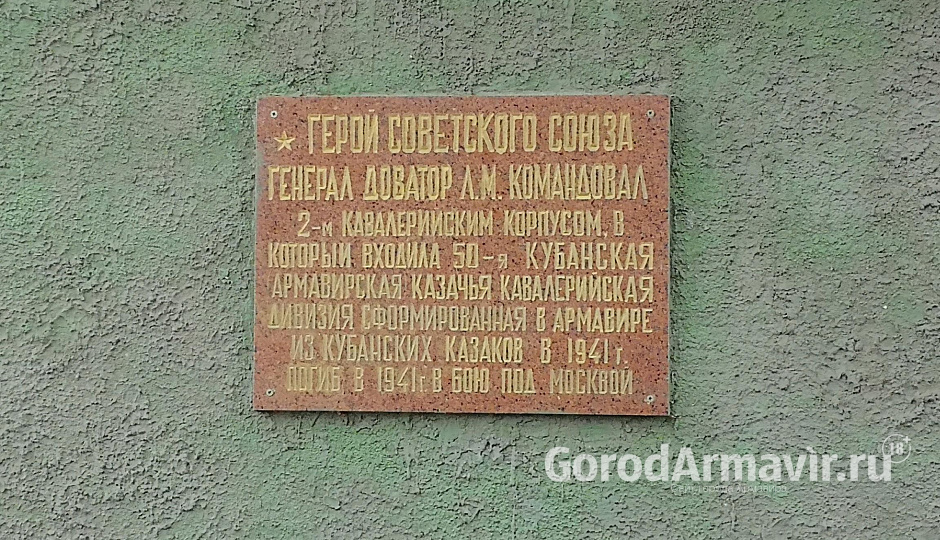 ★ ГЕРОЙ СОВЕТСКОГО СОЮЗА
ГЕНЕРАЛ ДОВАТОР Л.М. КОМАНДОВАЛ
2-м КАВАЛЕРИЙСКИМ КОРПУСОМ, В
КОТОРЫЙ ВХОДИЛА 50-я КУБАНСКАЯ
АРМАВИРСКАЯ КАЗАЧЬЯ КАВАЛЕРИЙСКАЯ
ДИВИЗИЯ СФОРМИРОВАННАЯ В АРМАВИРЕ
ИЗ КУБАНСКИХ КАЗАКОВ В 1941 г.
ПОГИБ В 1941 г. В БОЮ ПОД МОСКВОЙ
GorodArmavir.ru 18+